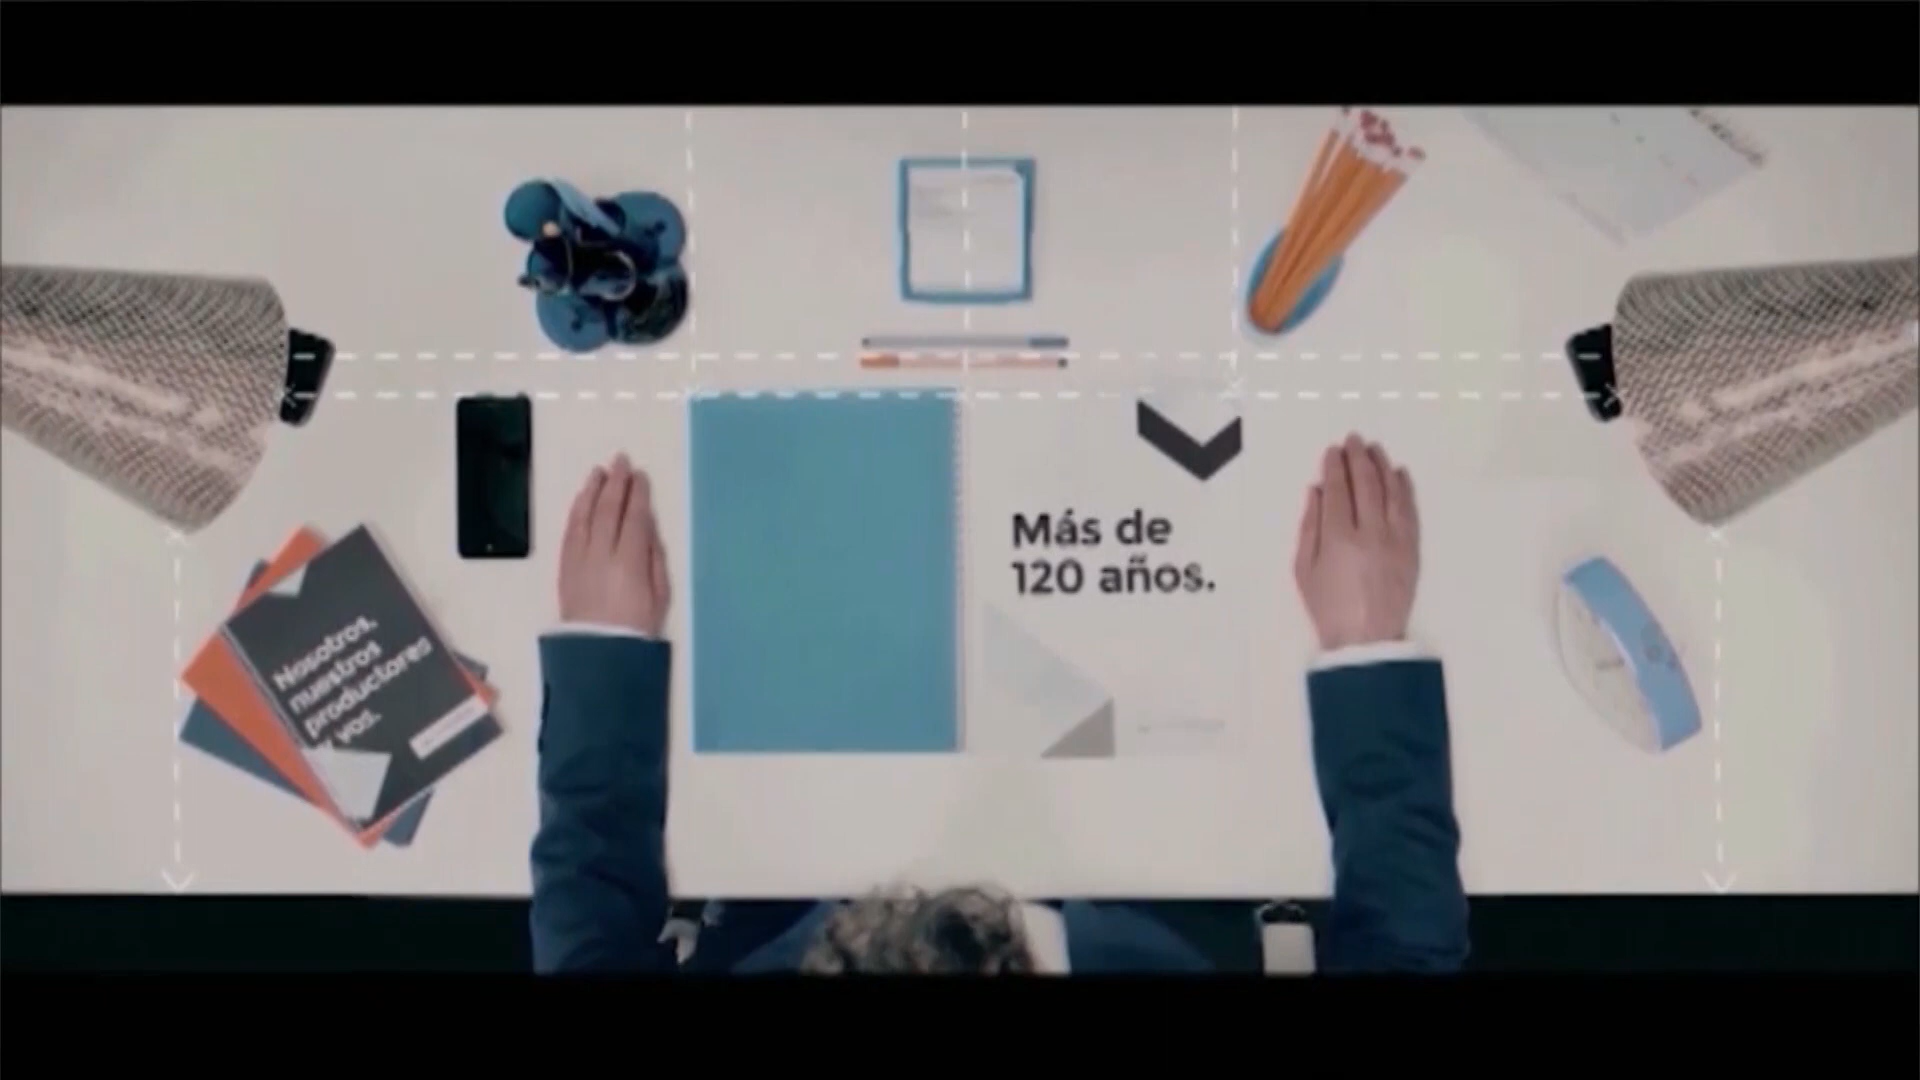 Más de
120 años.
Nosotros,
nuestros
productores
y vos.